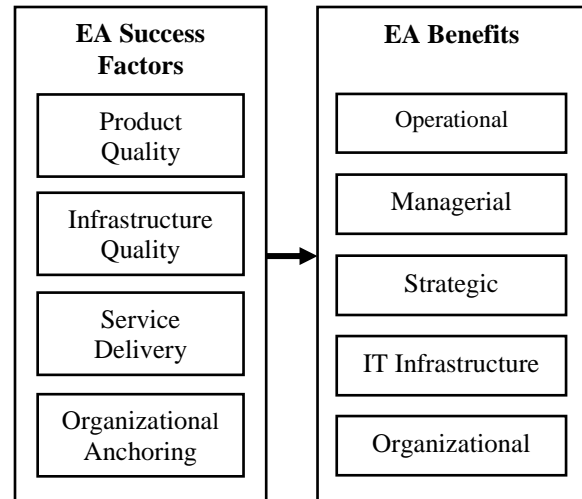 EA Success
Factors
Product
Quality
Infrastructure
Quality
Service
Delivery
Organizational
Anchoring
EA Benefits
Operational
Managerial
Strategic
IT Infrastructure
Organizational